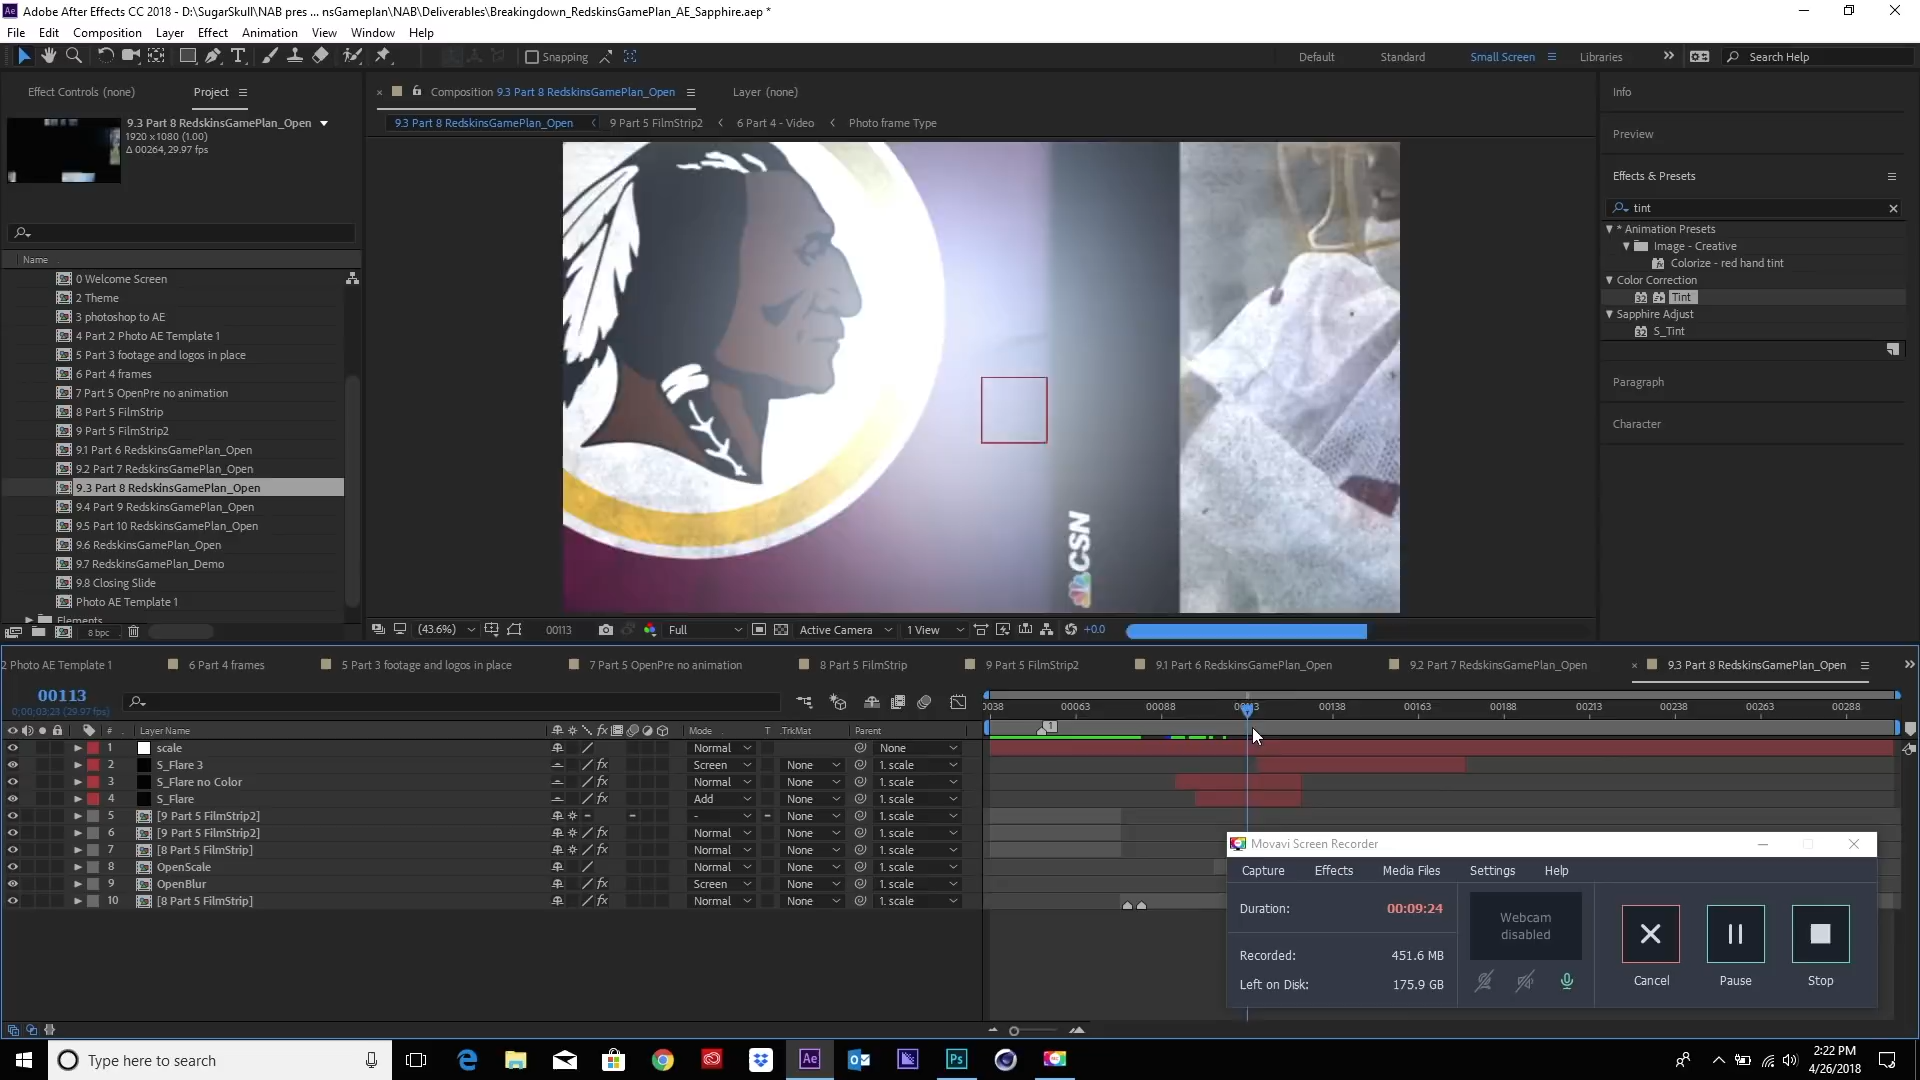 Adobe After Effects CC 2018 - D:\SugarSkull\NAB pres ... nsGameplan\NAB\Deliverables\Breakingdown_RedskinsGamePlan_AE_Sapphire.aep *
File Edit Composition Layer Effect Animation View Window Help
Snapping
Default Standard Small Screen Libraries Search Help
Effect Controls (none) Project
Composition 9.3 Part 8 RedskinsGamePlan_Open Layer (none)
Info
9.3 Part 8 RedskinsGamePlan_Open
1920 x1080 (1.00)
Δ 00264, 29.97 fps
9.3 Part 8 RedskinsGamePlan_Open 9 Part 5 FilmStrip2 6 Part 4 - Video Photo frame Type
Preview
Effects & Presets
tint
* Animation Presets
Image - Creative
Colorize - red hand tint
Color Correction
Tint
Sapphire Adjust
S_Tint
Paragraph
Character
Name
0 Welcome Screen
2 Theme
3 photoshop to AE
4 Part 2 Photo AE Template 1
5 Part 3 footage and logos in place
6 Part 4 frames
7 Part 5 OpenPre no animation
8 Part 5 FilmStrip
9 Part 5 FilmStrip2
9.1 Part 6 RedskinsGamePlan_Open
9.2 Part 7 RedskinsGamePlan_Open
9.3 Part 8 RedskinsGamePlan_Open
9.4 Part 9 RedskinsGamePlan_Open
9.5 Part 10 RedskinsGamePlan_Open
9.6 RedskinsGamePlan_Open
9.7 RedskinsGamePlan_Demo
9.8 Closing Slide
Photo AE Template 1
Elements
8 bpc
CSN
(43.6%) 00113 Full Active Camera 1 View +0.0
2 Photo AE Template 1 6 Part 4 frames 5 Part 3 footage and logos in place 7 Part 5 OpenPre no animation 8 Part 5 FilmStrip 9 Part 5 FilmStrip2 9.1 Part 6 RedskinsGamePlan_Open 9.2 Part 7 RedskinsGamePlan_Open 9.3 Part 8 RedskinsGamePlan_Open
00113
0;00;03;23 (29.97 fps)
0038 00063 00088 00113 00138 00163 00188 00213 00238 00263 00288
# Layer Name Mode T .TrkMat Parent
1
1 scale Normal None
2 S_Flare 3 Screen None 1. scale
3 S_Flare no Color Normal None 1. scale
4 S_Flare Add None 1. scale
5 [9 Part 5 FilmStrip2] - None 1. scale
6 [9 Part 5 FilmStrip2] Normal None 1. scale
7 [8 Part 5 FilmStrip] Normal None 1. scale
8 OpenScale Normal None 1. scale
9 OpenBlur Screen None 1. scale
10 [8 Part 5 FilmStrip] Normal None 1. scale
Movavi Screen Recorder
Capture Effects Media Files Settings Help
Duration: 00:09:24
Recorded: 451.6 MB
Left on Disk: 175.9 GB
Webcam
disabled
Cancel Pause Stop
Type here to search
2:22 PM
4/26/2018